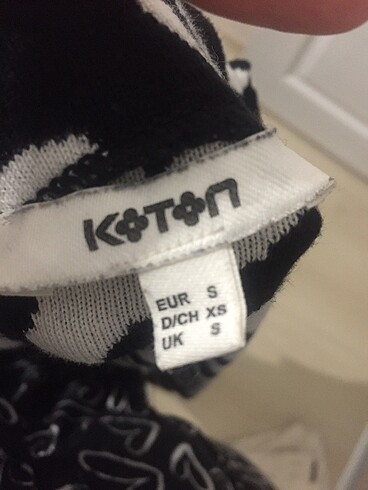 KOTON
EUR S
D/CH XS
UK S